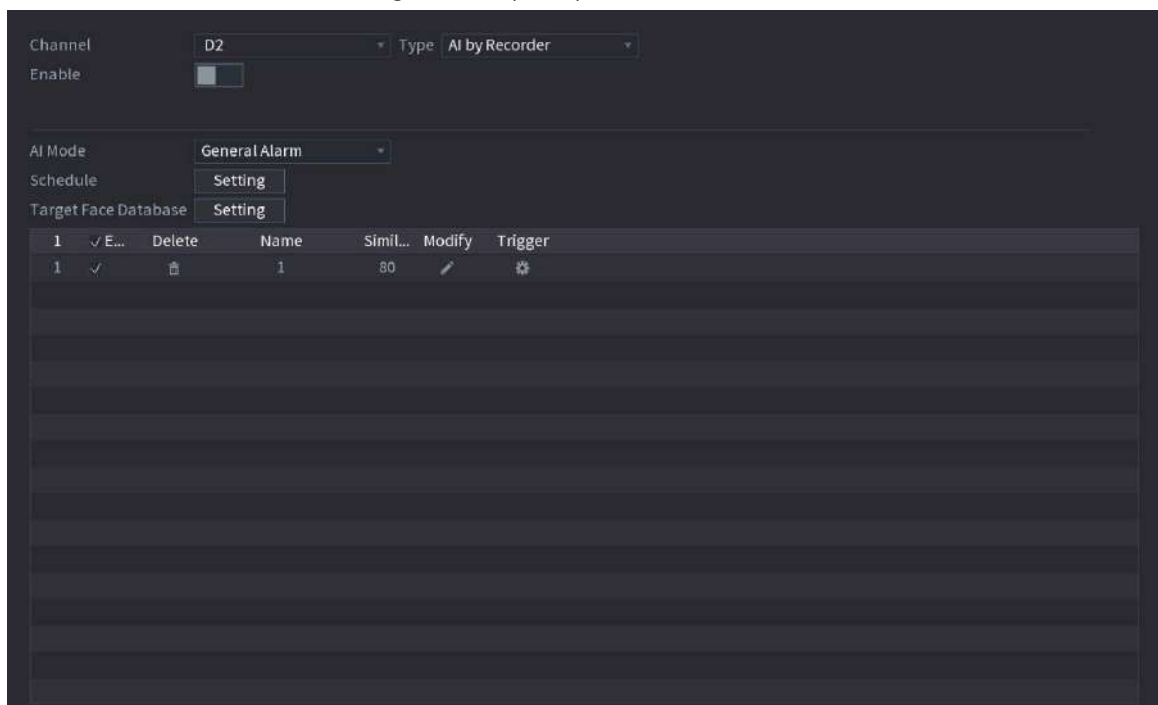 Channel D2 Type AI by Recorder
Enable
AI Mode General Alarm
Schedule Setting
Target Face Database Setting
1 E... Delete Name Simil... Modify Trigger
1 1 80